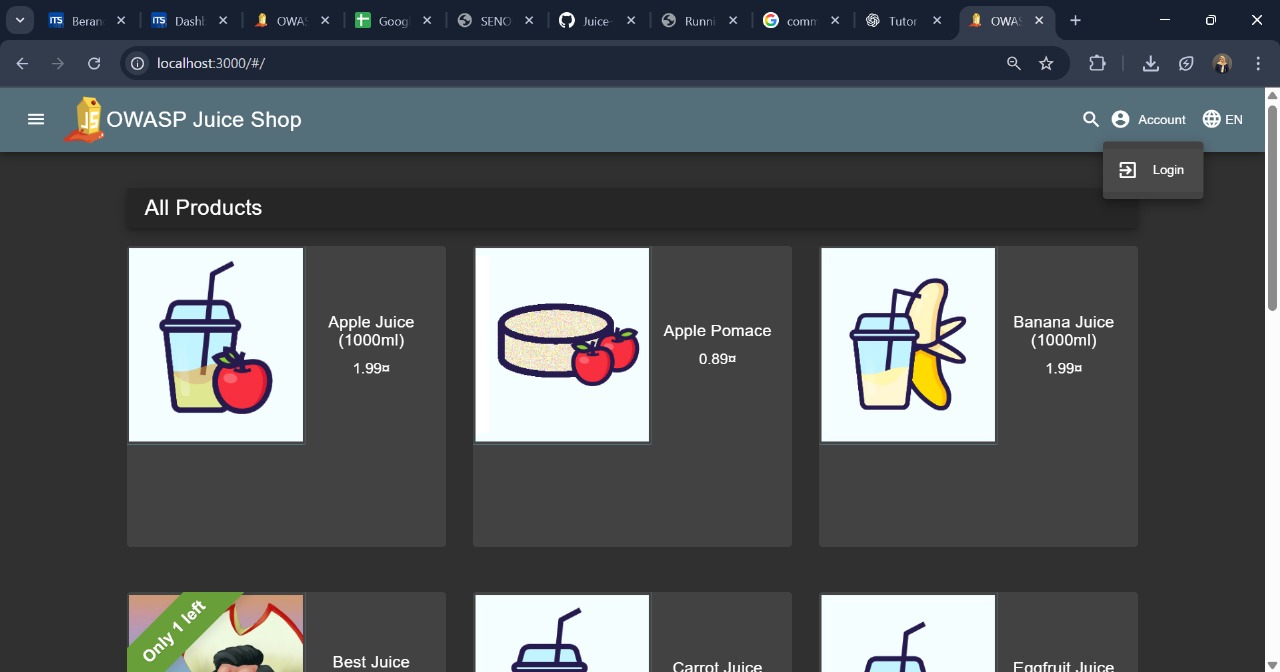 Beran
Dashb
OWAS
Goog
SENO
Juice-
Runni
comm
Tutor
OWAS
localhost:3000/#/
OWASP Juice Shop
Account
EN
Login
All Products
Apple Juice
(1000ml)
1.99¤
Apple Pomace
0.89¤
Banana Juice
(1000ml)
1.99¤
Only 1 left
Best Juice
Carrot Juice
Eggfruit Juice